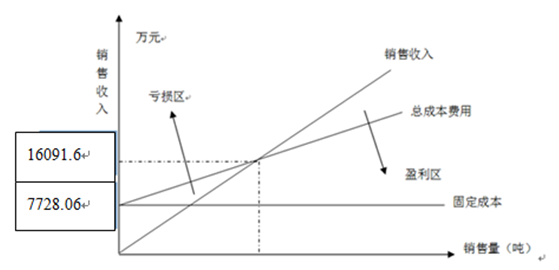 万元
销售收入
销售收入
亏损区
总成本费用
16091.6
盈利区
7728.06
固定成本
销售量（吨）